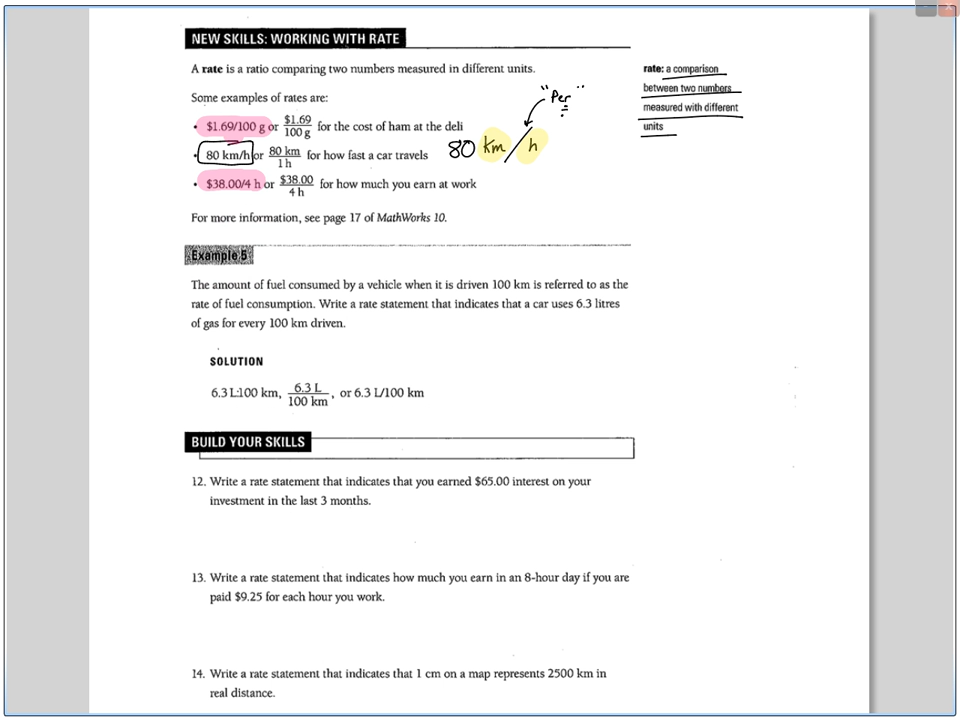 NEW SKILLS: WORKING WITH RATE
A rate is a ratio comparing two numbers measured in different units.
Some examples of rates are:
• $1.69/100 g or $1.69/100 g for the cost of ham at the deli
• 80 km/h or 80 km/1 h for how fast a car travels
• $38.00/4 h or $38.00/4 h for how much you earn at work
For more information, see page 17 of MathWorks 10.
"Per"
80 km/h
rate: a comparison
between two numbers
measured with different
units
Example 5
The amount of fuel consumed by a vehicle when it is driven 100 km is referred to as the
rate of fuel consumption. Write a rate statement that indicates that a car uses 6.3 litres
of gas for every 100 km driven.
SOLUTION
6.3 L:100 km, 6.3 L/100 km, or 6.3 L/100 km
BUILD YOUR SKILLS
12. Write a rate statement that indicates that you earned $65.00 interest on your
investment in the last 3 months.
13. Write a rate statement that indicates how much you earn in an 8-hour day if you are
paid $9.25 for each hour you work.
14. Write a rate statement that indicates that 1 cm on a map represents 2500 km in
real distance.